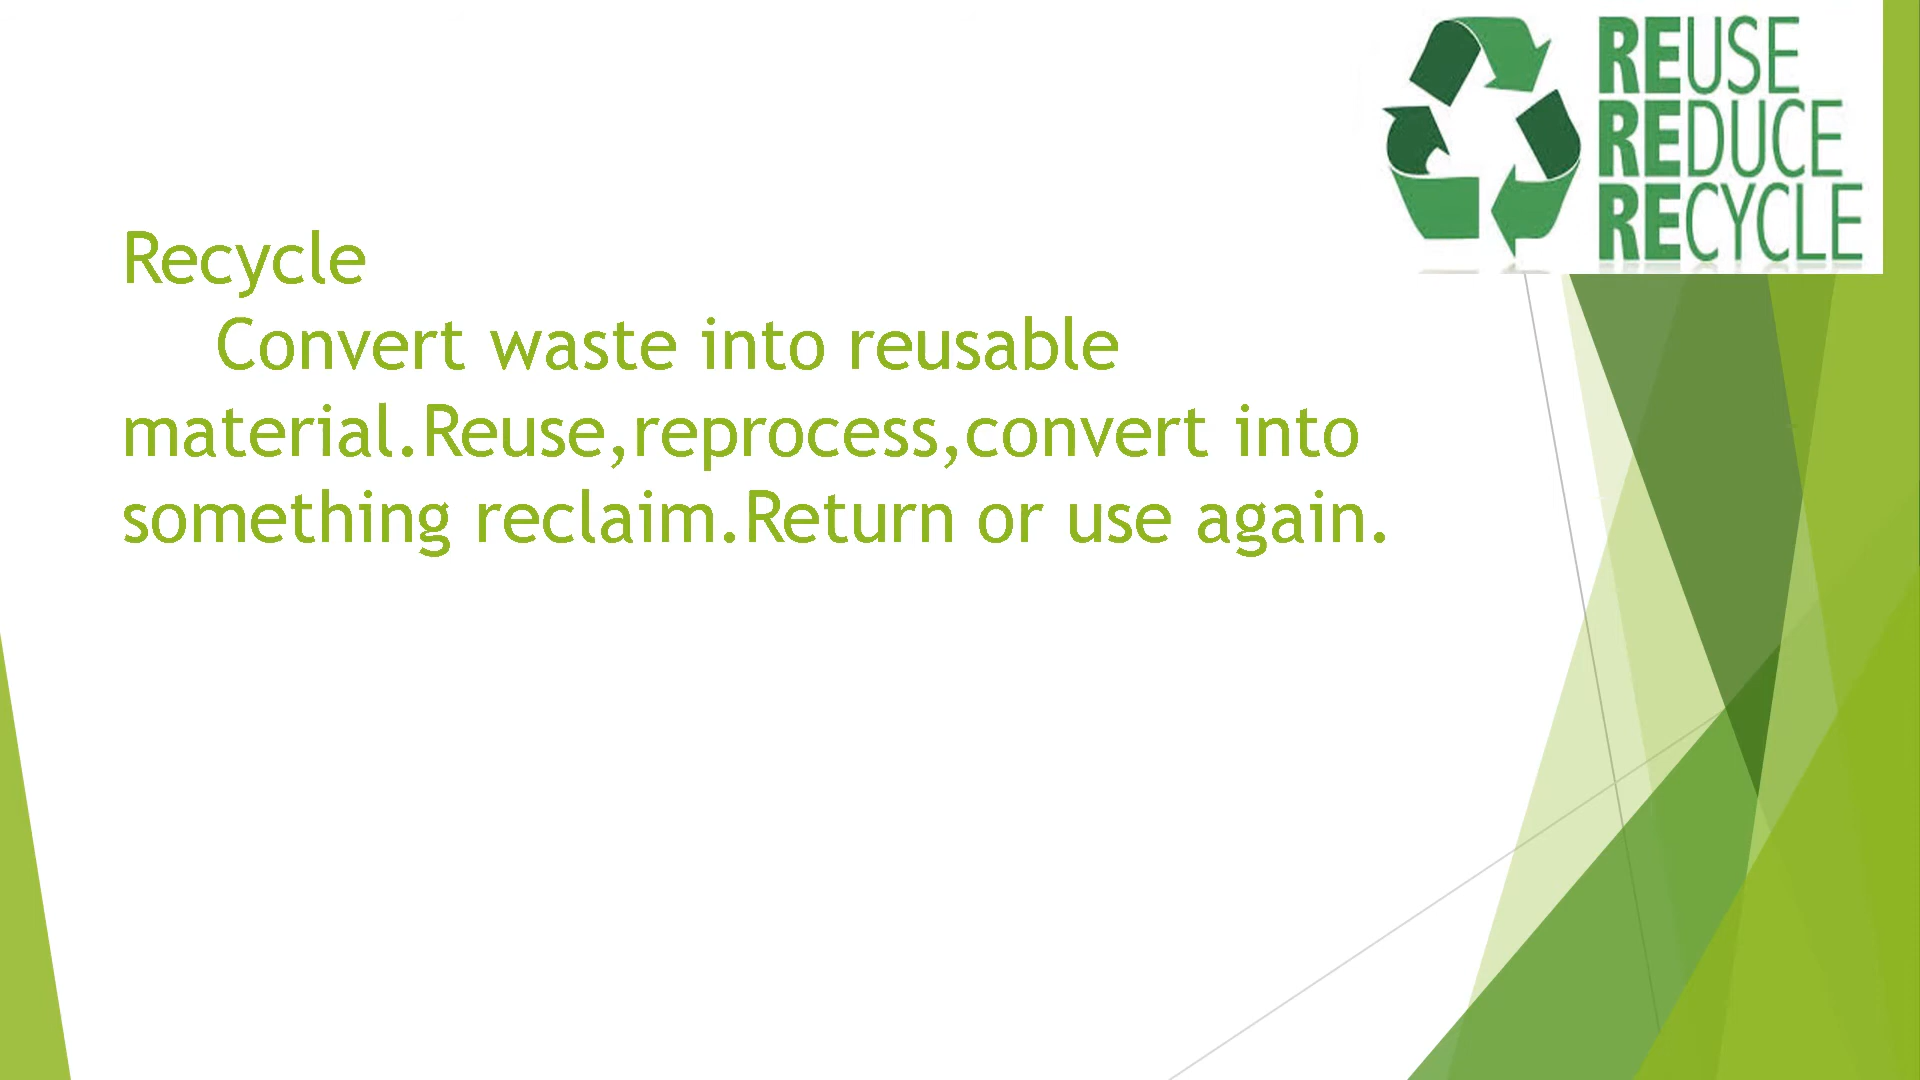 REUSE
REDUCE
RECYCLE
Recycle
Convert waste into reusable
material.Reuse,reprocess,convert into
something reclaim.Return or use again.